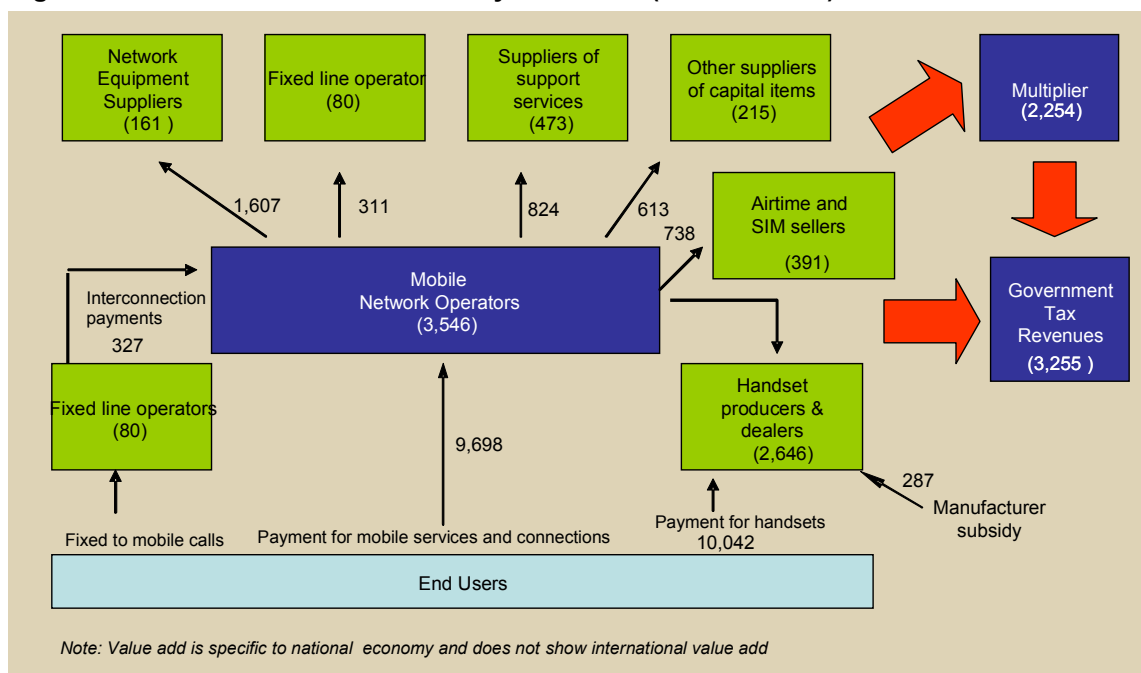 Network
Equipment
Suppliers
(161 )
Fixed line operator
(80)
Suppliers of
support
services
(473)
Other suppliers
of capital items
(215)
Multiplier
(2,254)
1,607
311
824
613
738
Airtime and
SIM sellers
(391)
Mobile
Network Operators
(3,546)
Interconnection
payments
327
Government
Tax
Revenues
(3,255 )
Fixed line operators
(80)
9,698
Handset
producers &
dealers
(2,646)
287
Manufacturer
subsidy
Fixed to mobile calls
Payment for mobile services and connections
Payment for handsets
10,042
End Users
Note: Value add is specific to national economy and does not show international value add